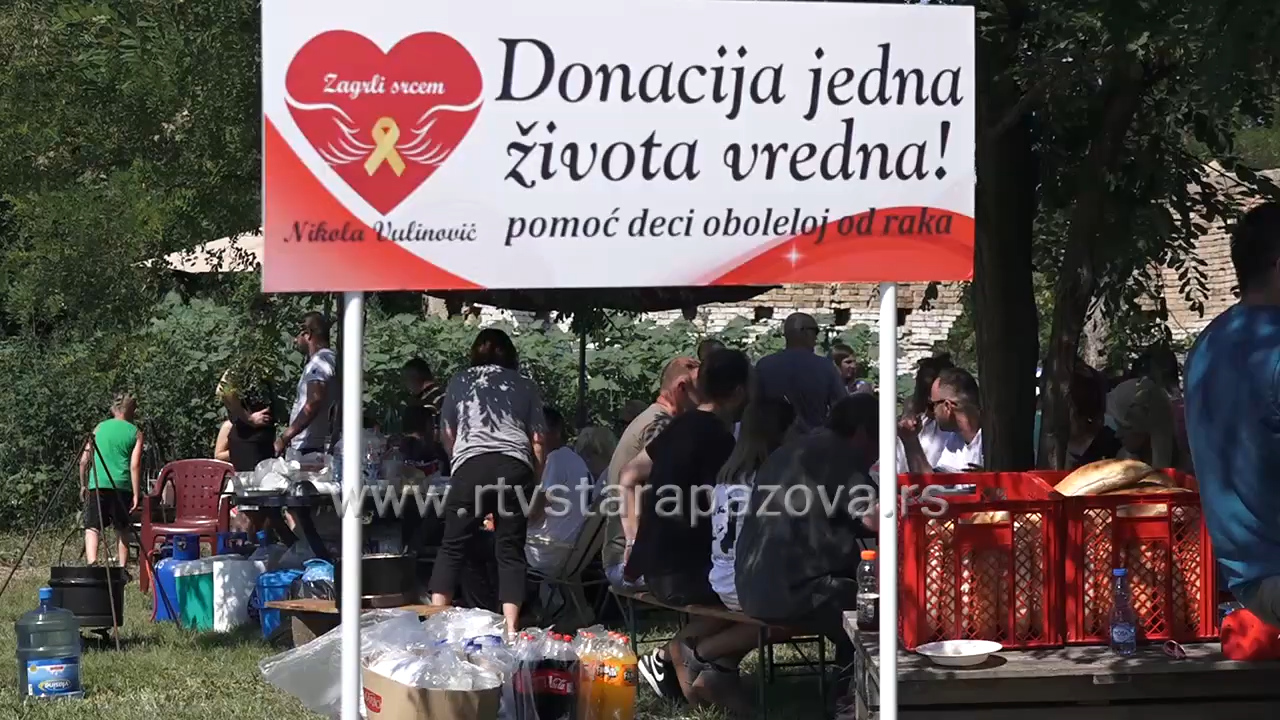 Zagrli srcem
Nikola Vulinović
Donacija jedna
života vredna!
pomoć deci oboleloj od raka
www.rtvstarapazova.rs